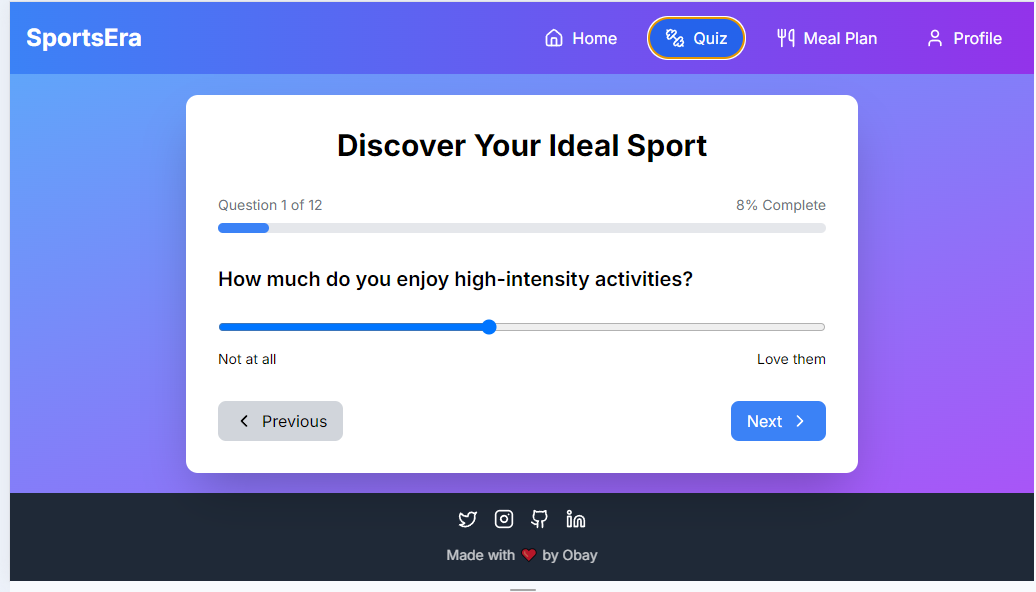 SportsEra Home Quiz Meal Plan Profile
Discover Your Ideal Sport
Question 1 of 12 8% Complete
How much do you enjoy high-intensity activities?
Not at all Love them
Previous Next
Made with ❤️ by Obay